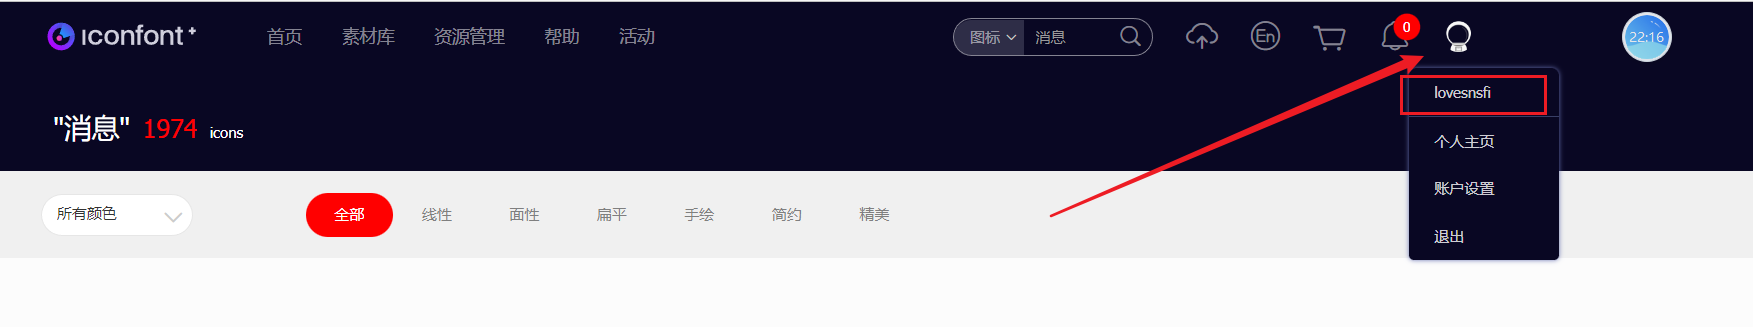 iconfont+
首页 素材库 资源管理 帮助 活动
图标 消息
En
0
22:16
lovesnsfi
个人主页
账户设置
退出
"消息" 1974 icons
所有颜色
全部 线性 面性 扁平 手绘 简约 精美